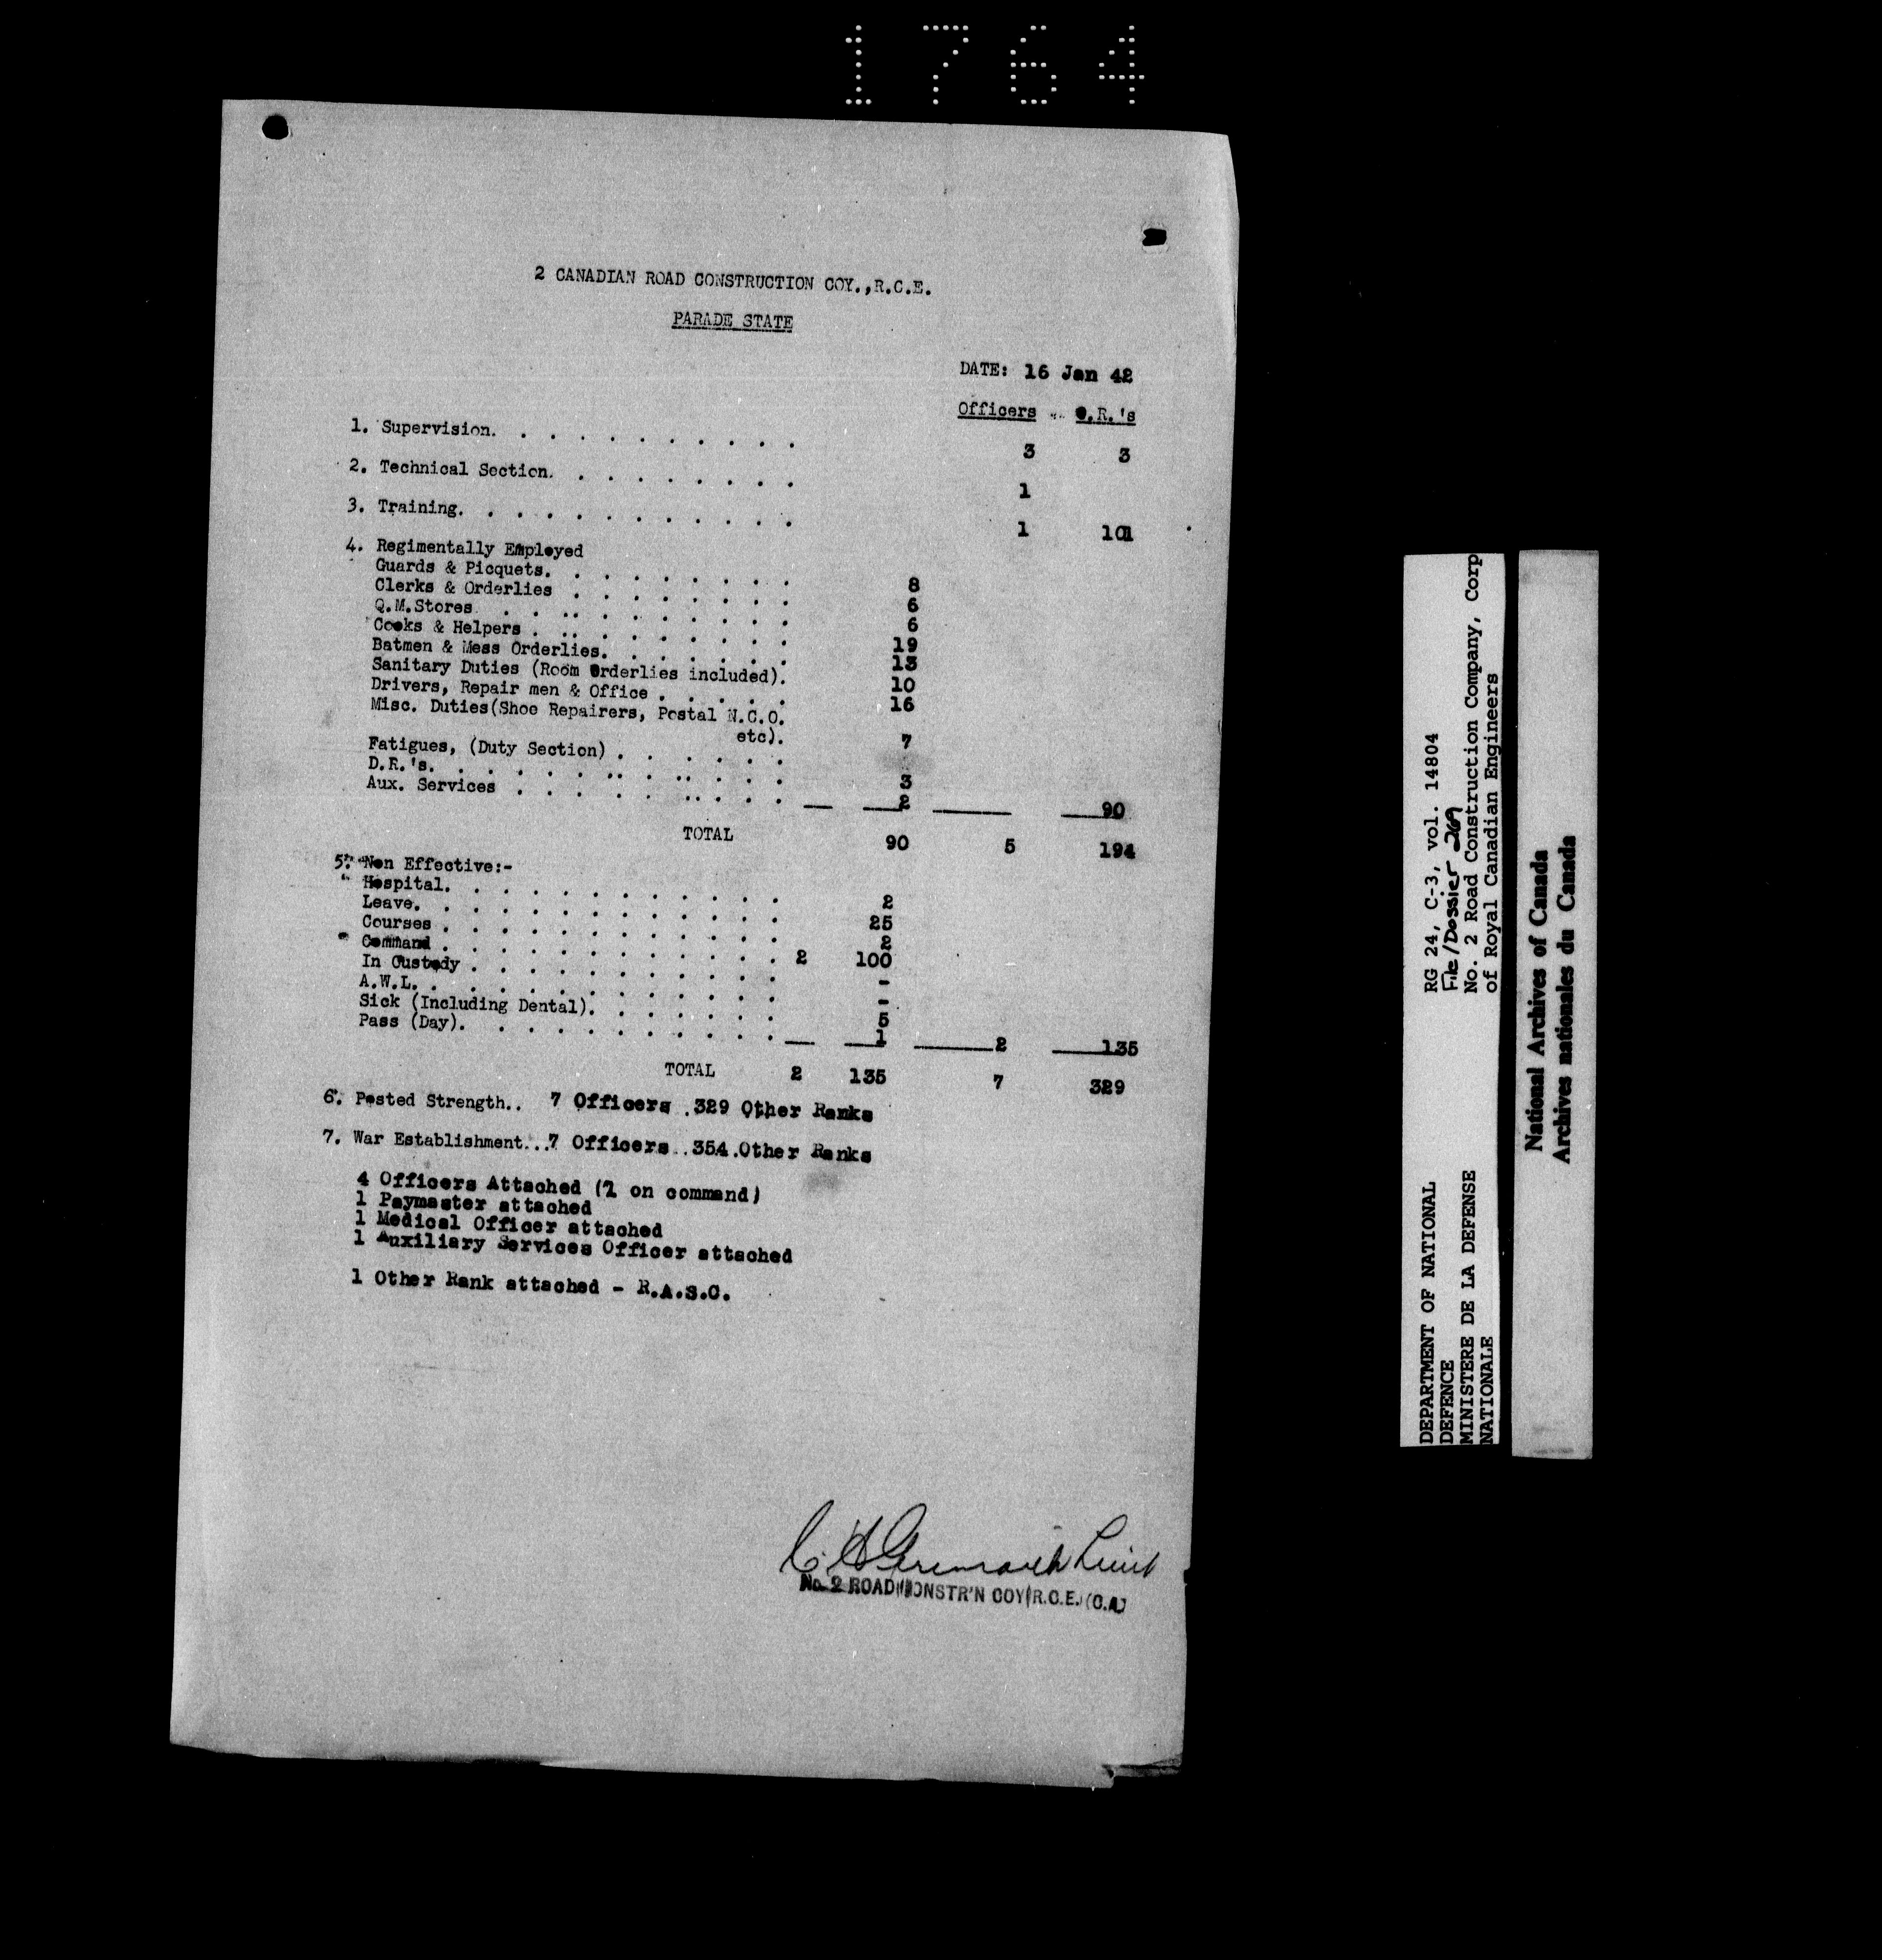 1764
2 CANADIAN ROAD CONSTRUCTION COY.,R.C.E.
PARADE STATE
DATE: 16 Jan 42
Officers O.R.'s
1. Supervision. . . . . . . . . . . 3 3
2. Technical Section. . . . . . . . . 1
3. Training. . . . . . . . . . . . 1 101
4. Regimentally Employed
Guards & Picquets. . . . . . . . . 8
Clerks & Orderlies . . . . . . . . 6
Q.M.Stores . . . . . . . . . . 6
Cooks & Helpers . . . . . . . . . 19
Batmen & Mess Orderlies. . . . . . . 13
Sanitary Duties (Room Orderlies included). 10
Drivers, Repair men & Office . . . . . 16
Misc. Duties(Shoe Repairers, Postal N.C.O.
etc). 7
Fatigues, (Duty Section) . . . . . .
D.R.'s. . . . . . . . . . . . 3
Aux. Services . . . . . . . . . 2 90
TOTAL 90 5 194
5. Non Effective:-
Hospital. . . . . . . . . . . . 2
Leave. . . . . . . . . . . . . 25
Courses . . . . . . . . . . . . 2
Command . . . . . . . . . . . . 2 100
In Custody . . . . . . . . . . . -
A.W.L. . . . . . . . . . . . . -
Sick (Including Dental). . . . . . . 5
Pass (Day). . . . . . . . . . . 1 2 135
TOTAL 2 135 7 329
6. Posted Strength.. 7 Officers .329 Other Ranks
7. War Establishment...7 Officers..354.Other Ranks
4 Officers Attached (1 on command)
1 Paymaster attached
1 Medical Officer attached
1 Auxiliary Services Officer attached
1 Other Rank attached - R.A.S.C.
Lieut
No. 2 ROAD CONSTR'N COY R.C.E. (C.A.)
DEPARTMENT OF NATIONAL
DEFENCE
MINISTERE DE LA DEFENSE
NATIONALE
RG 24, C-3, vol. 14804
File/Dossier 269
No. 2 Road Construction Company, Corp
of Royal Canadian Engineers
National Archives of Canada
Archives nationales du Canada